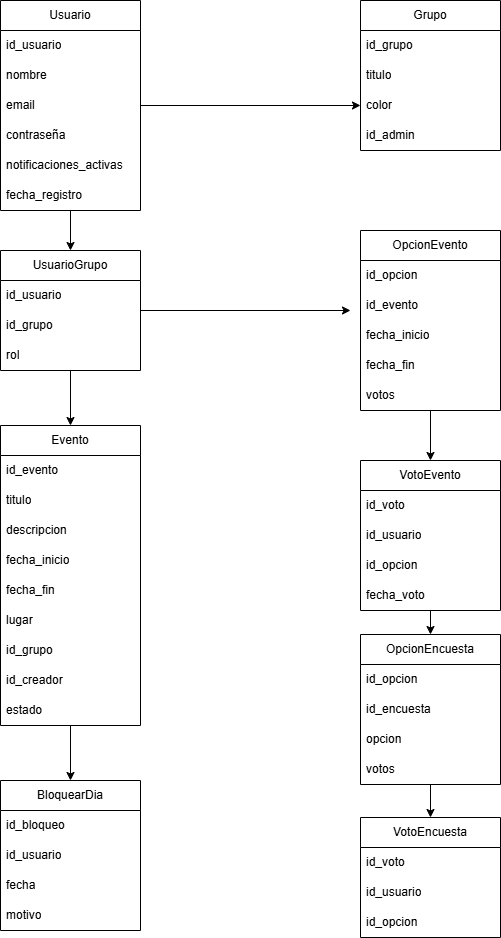 Usuario
id_usuario
nombre
email
contraseña
notificaciones_activas
fecha_registro
Grupo
id_grupo
titulo
color
id_admin
UsuarioGrupo
id_usuario
id_grupo
rol
OpcionEvento
id_opcion
id_evento
fecha_inicio
fecha_fin
votos
Evento
id_evento
titulo
descripcion
fecha_inicio
fecha_fin
lugar
id_grupo
id_creador
estado
VotoEvento
id_voto
id_usuario
id_opcion
fecha_voto
OpcionEncuesta
id_opcion
id_encuesta
opcion
votos
BloquearDia
id_bloqueo
id_usuario
fecha
motivo
VotoEncuesta
id_voto
id_usuario
id_opcion